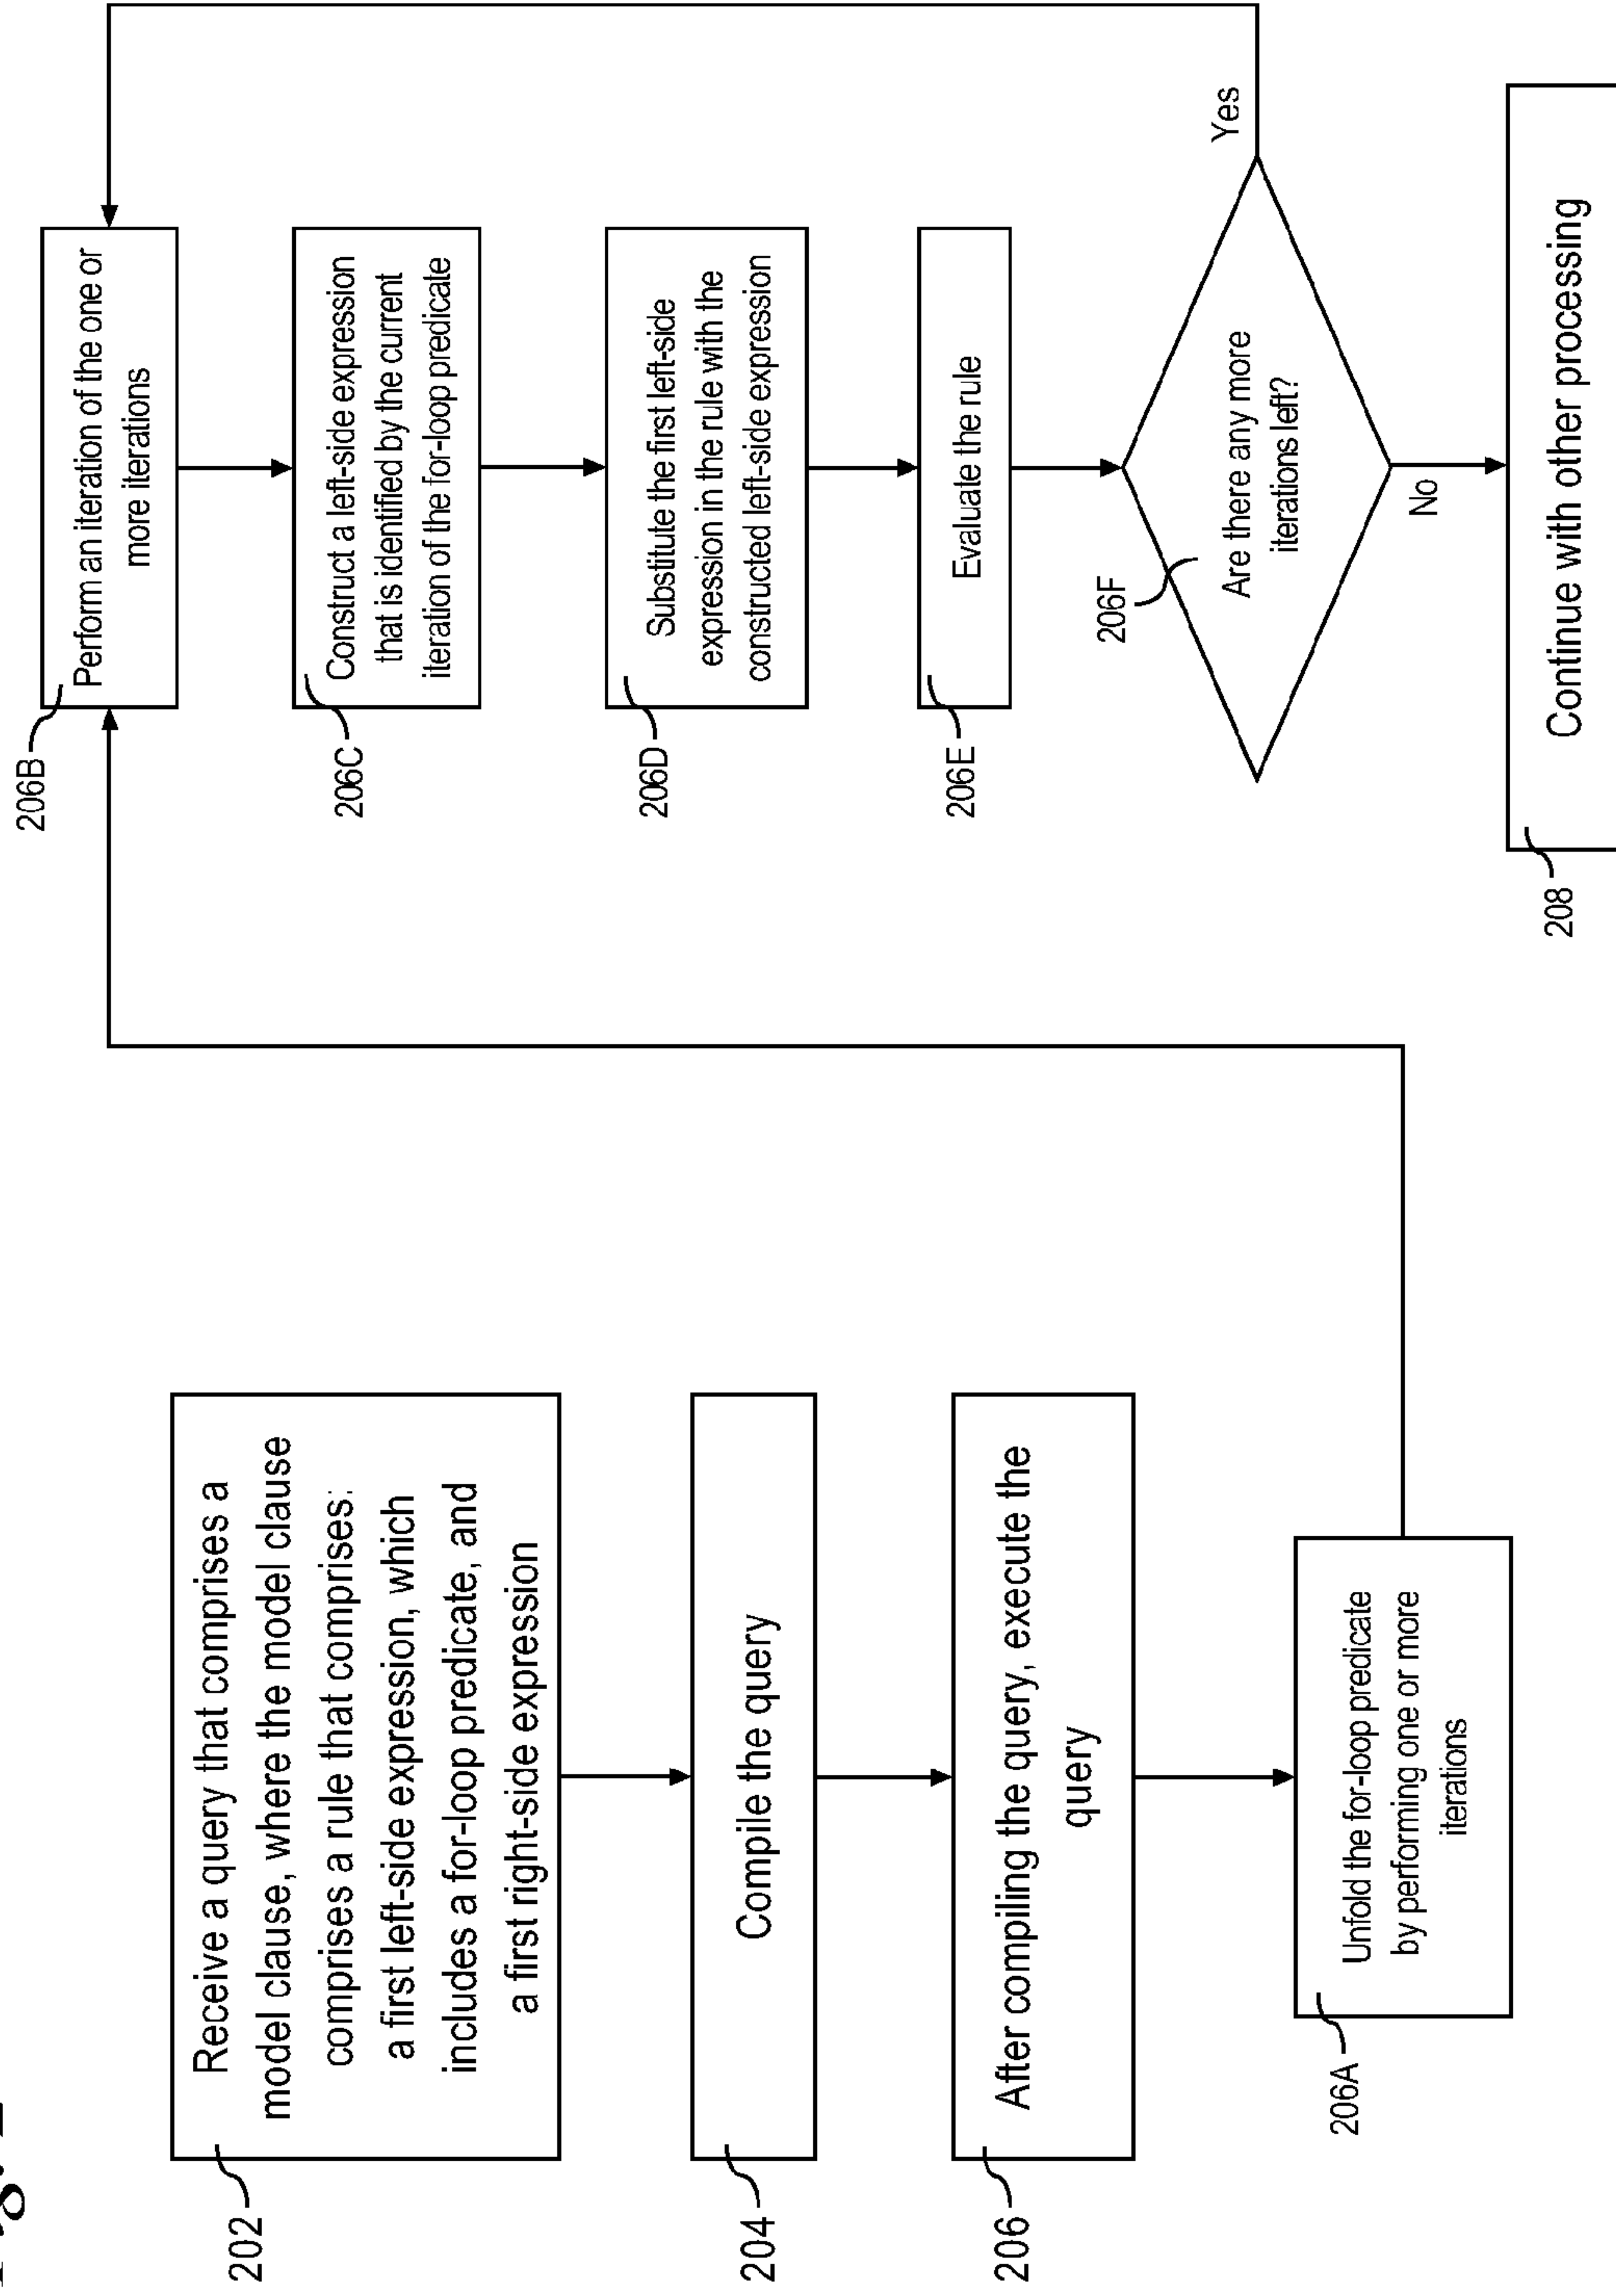 202
Receive a query that comprises a
model clause, where the model clause
comprises a rule that comprises:
a first left-side expression, which
includes a for-loop predicate, and
a first right-side expression
204
Compile the query
206
After compiling the query, execute the
query
206A
Unfold the for-loop predicate
by performing one or more
iterations
206B
Perform an iteration of the one or
more iterations
206C
Construct a left-side expression
that is identified by the current
iteration of the for-loop predicate
206D
Substitute the first left-side
expression in the rule with the
constructed left-side expression
206E
Evaluate the rule
206F
Are there any more
iterations left?
Yes
No
208
Continue with other processing